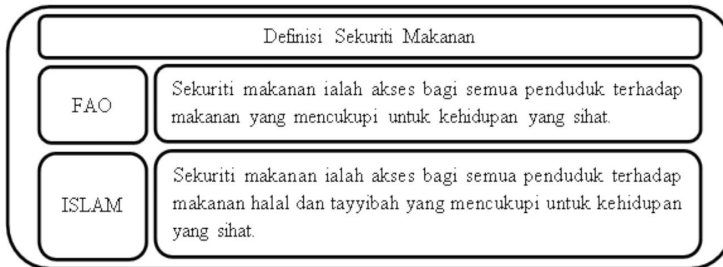 Definisi Sekuriti Makanan
FAO
Sekuriti makanan ialah akses bagi semua penduduk terhadap
makanan yang mencukupi untuk kehidupan yang sihat.
ISLAM
Sekuriti makanan ialah akses bagi semua penduduk terhadap
makanan halal dan tayyibah yang mencukupi untuk kehidupan
yang sihat.